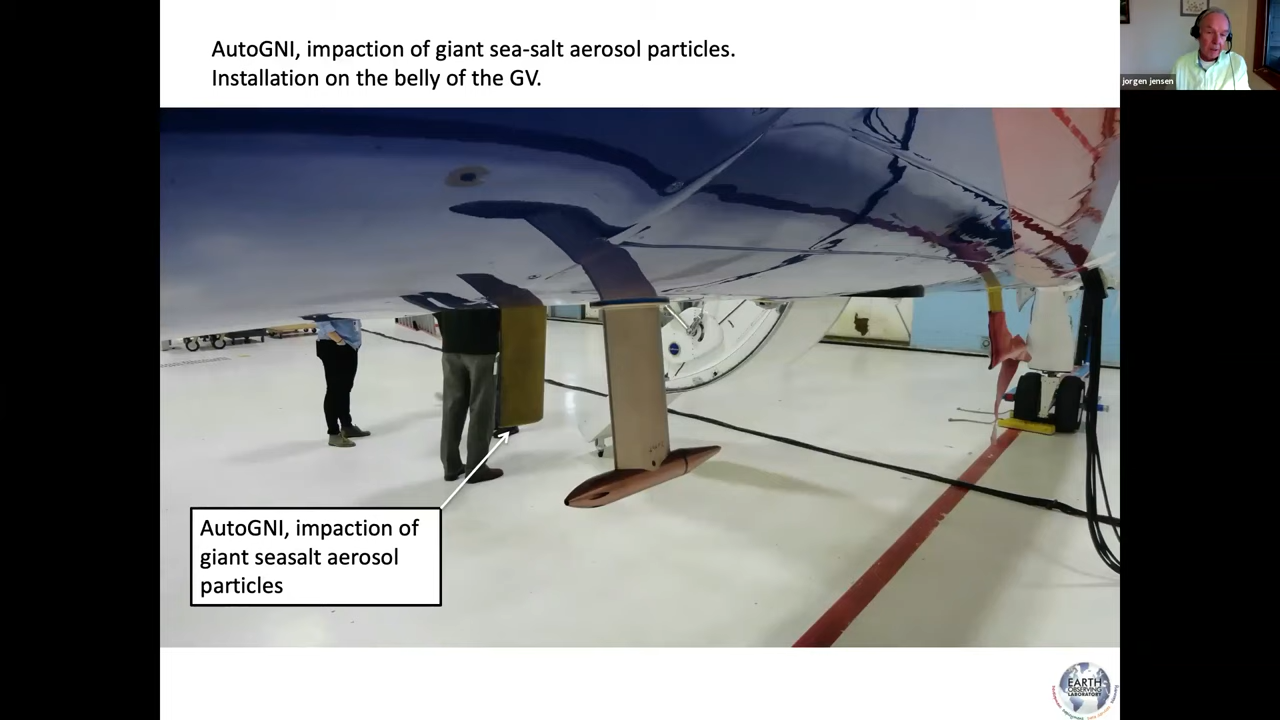 AutoGNI, impaction of giant sea-salt aerosol particles.
Installation on the belly of the GV.
jorgen jensen
AutoGNI, impaction of
giant seasalt aerosol
particles
EARTH
OBSERVING
LABORATORY